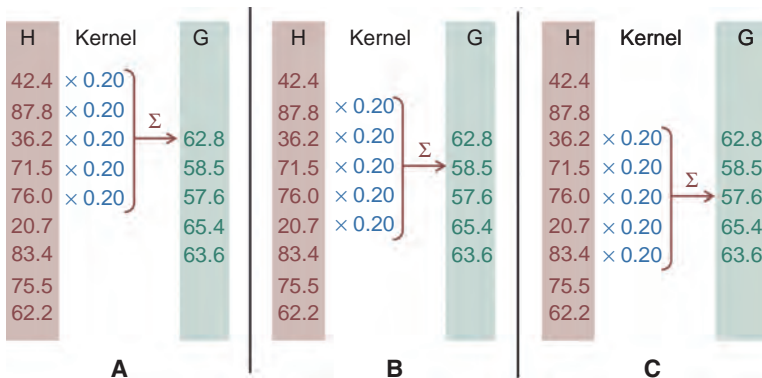 H Kernel G
42.4 × 0.20
87.8 × 0.20
36.2 × 0.20 Σ 62.8
71.5 × 0.20 58.5
76.0 × 0.20 57.6
20.7 65.4
83.4 63.6
75.5
62.2
A
H Kernel G
42.4
87.8 × 0.20
36.2 × 0.20 62.8
71.5 × 0.20 Σ 58.5
76.0 × 0.20 57.6
20.7 × 0.20 65.4
83.4 63.6
75.5
62.2
B
H Kernel G
42.4
87.8
36.2 × 0.20 62.8
71.5 × 0.20 58.5
76.0 × 0.20 Σ 57.6
20.7 × 0.20 65.4
83.4 × 0.20 63.6
75.5
62.2
C